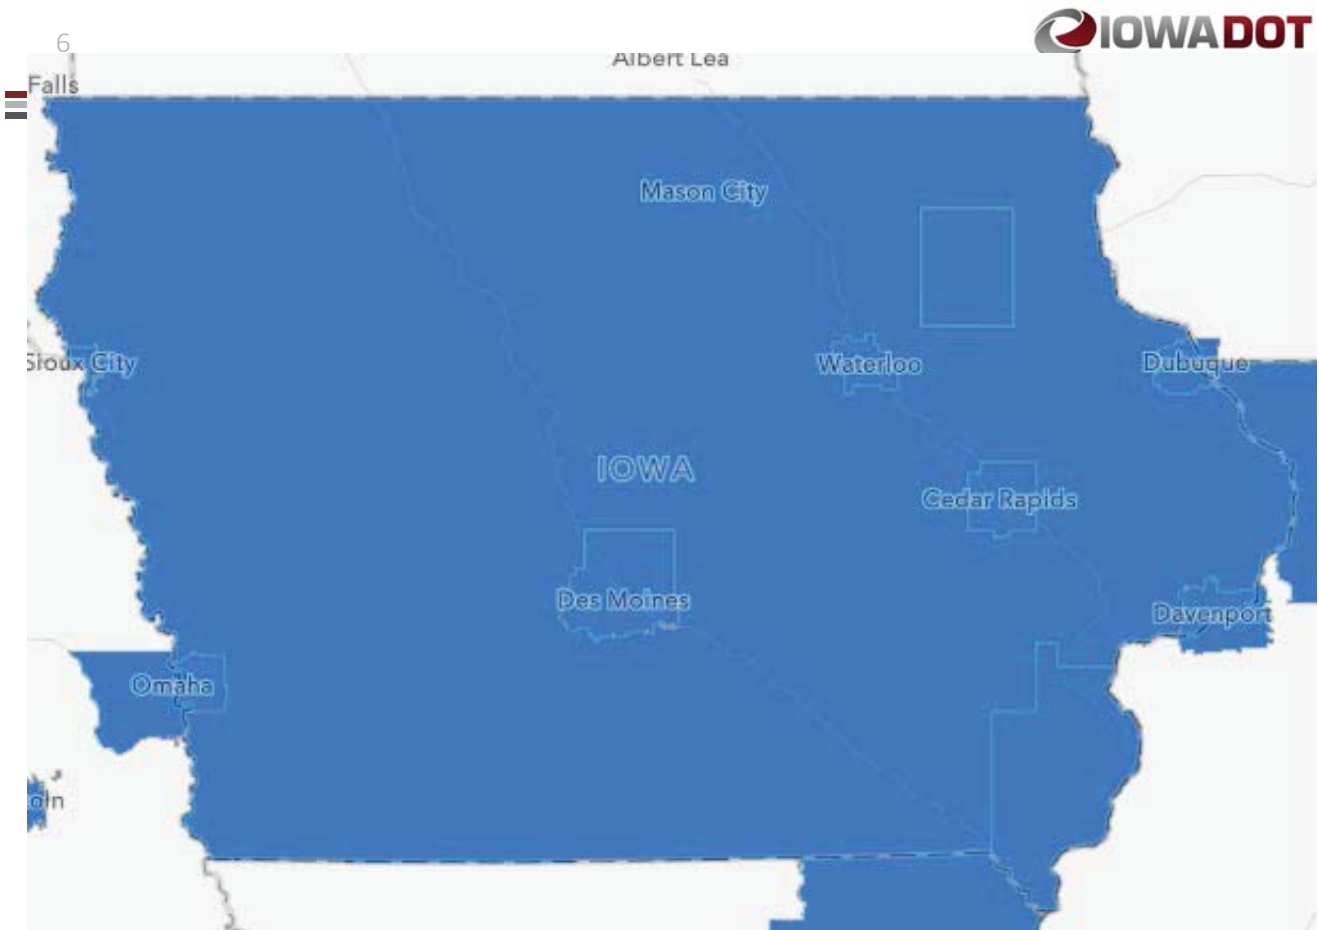 6
IOWADOT
Albert Lea
Falls
Mason City
Sioux City
Waterloo
Dubuque
IOWA
Cedar Rapids
Des Moines
Davenport
Omaha
oln